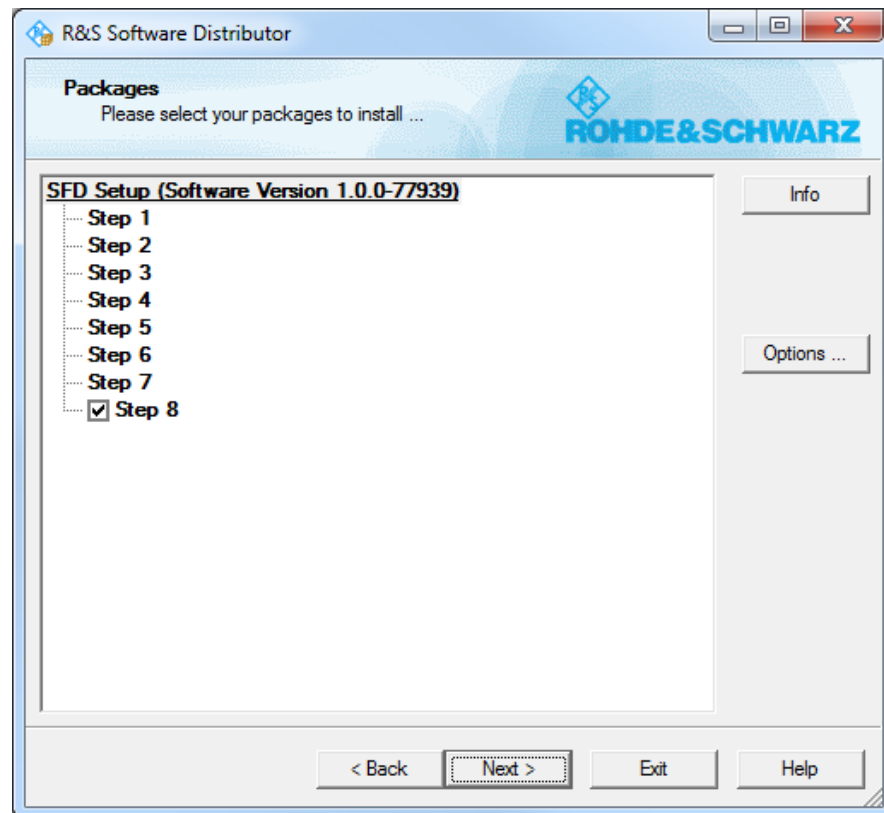 R&S Software Distributor
Packages
Please select your packages to install ...
ROHDE&SCHWARZ
SFD Setup (Software Version 1.0.0-77939)
Step 1
Step 2
Step 3
Step 4
Step 5
Step 6
Step 7
Step 8
Info
Options ...
< Back
Next >
Exit
Help